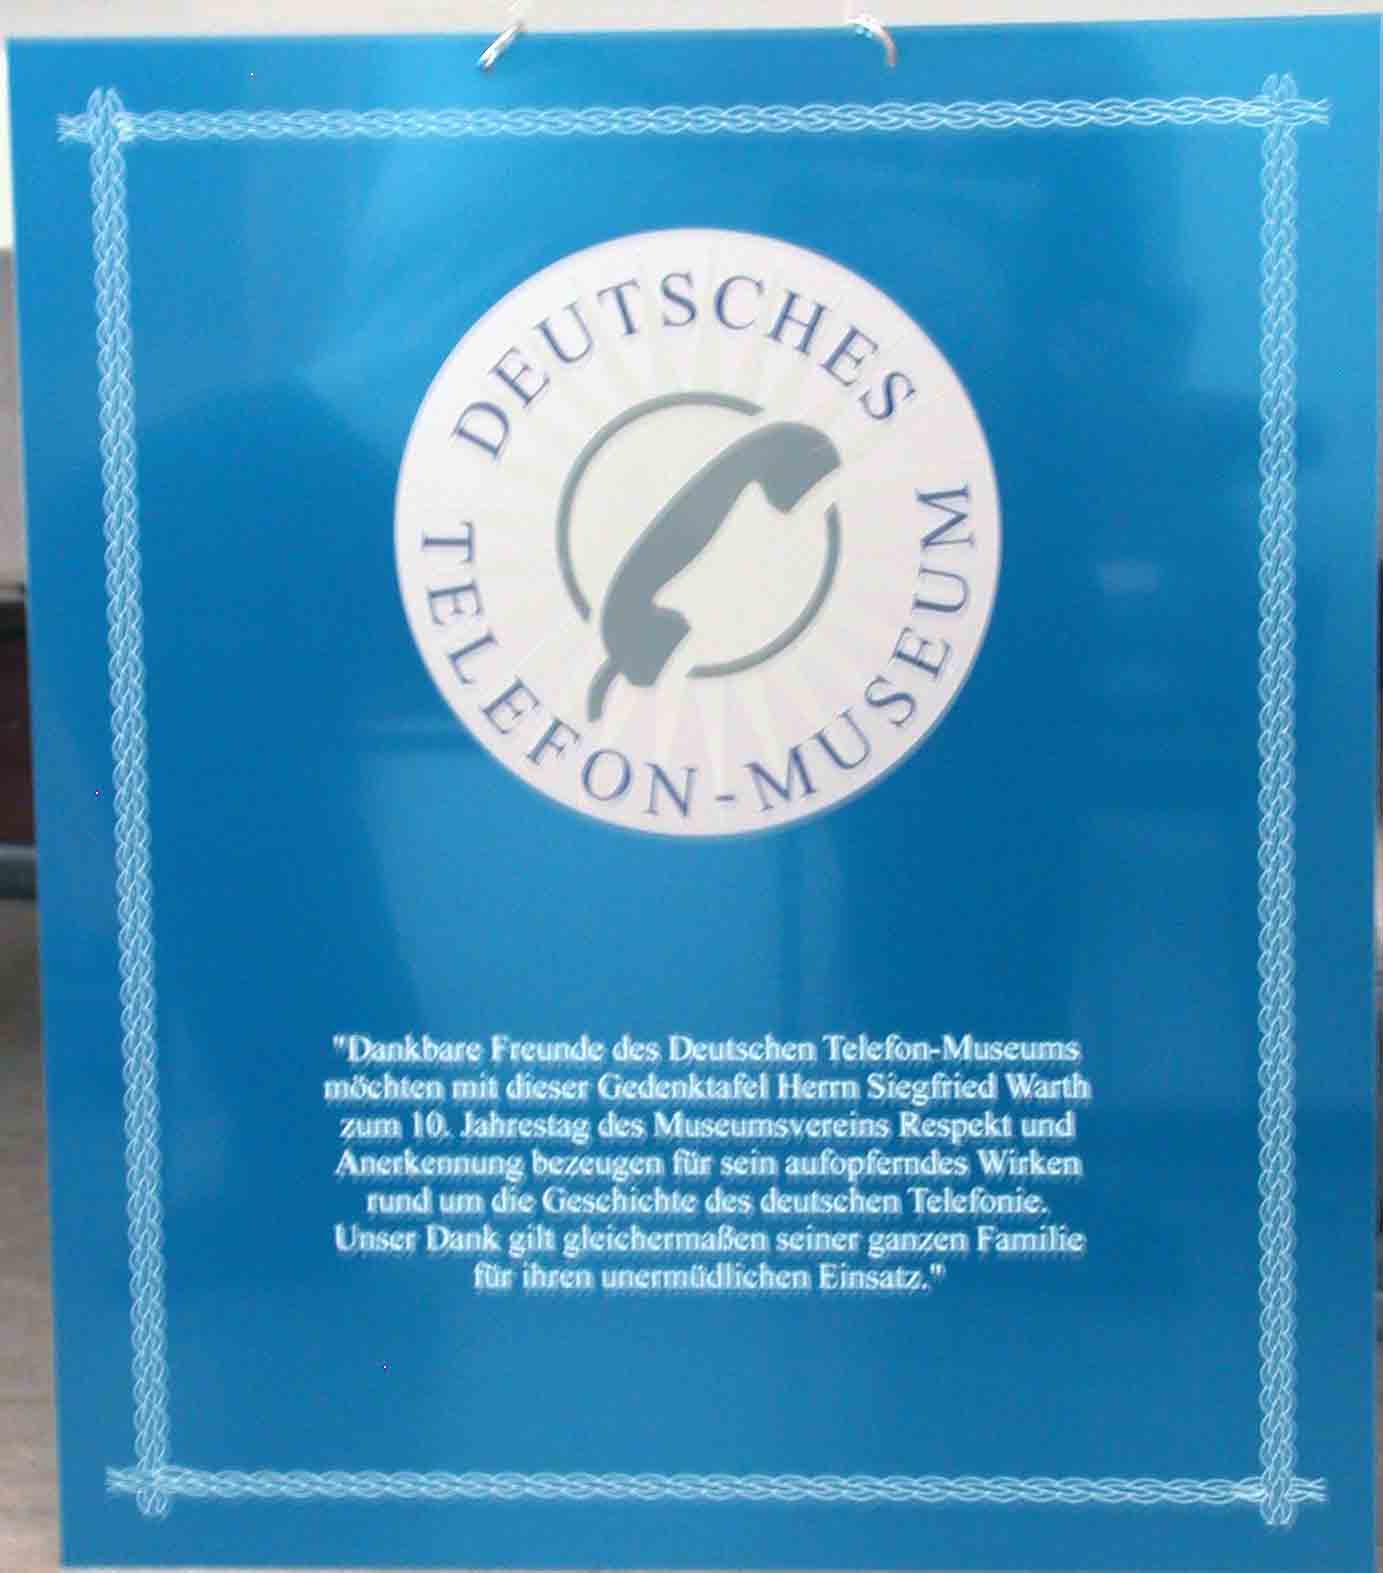 DEUTSCHES
TELEFON-MUSEUM
"Dankbare Freunde des Deutschen Telefon-Museums
möchten mit dieser Gedenktafel Herrn Siegfried Warth
zum 10. Jahrestag des Museumsvereins Respekt und
Anerkennung bezeugen für sein aufopferndes Wirken
rund um die Geschichte des deutschen Telefonie.
Unser Dank gilt gleichermaßen seiner ganzen Familie
für ihren unermüdlichen Einsatz."